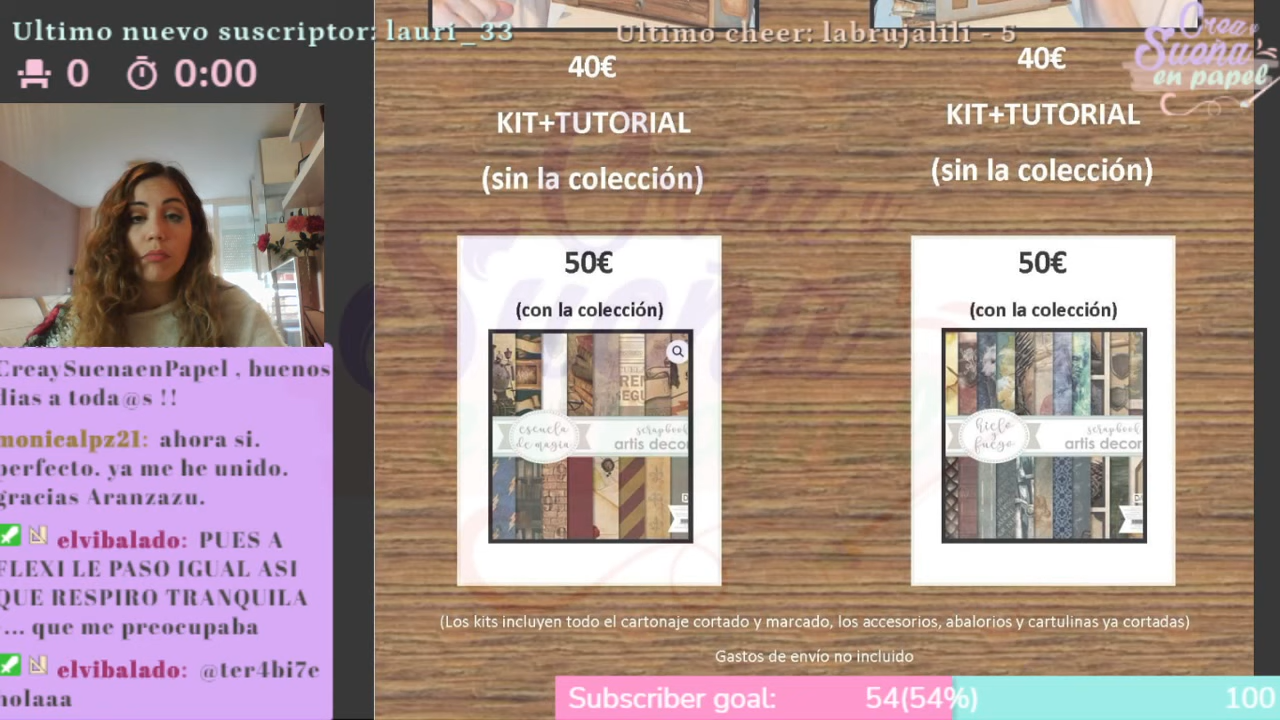 Ultimo nuevo suscriptor: lauri_33
Ultimo cheer: labrujalili - 5
0
0:00
Crea y
Sueña
en papel
40€
KIT+TUTORIAL
(sin la colección)
40€
KIT+TUTORIAL
(sin la colección)
50€
(con la colección)
escuela
de magia
scrapbook
artis decor
50€
(con la colección)
hielo
y
fuego
scrapbook
artis decor
(Los kits incluyen todo el cartonaje cortado y marcado, los accesorios, abalorios y cartulinas ya cortadas)
Gastos de envío no incluido
CreaySuenaenPapel , buenos
dias a toda@s !!
monicalpz21: ahora si.
perfecto. ya me he unido.
gracias Aranzazu.
elvibalado: PUES A
FLEXI LE PASO IGUAL ASI
QUE RESPIRO TRANQUILA
... que me preocupaba
elvibalado: @ter4bi7e
holaaa
Subscriber goal: 54(54%) 100